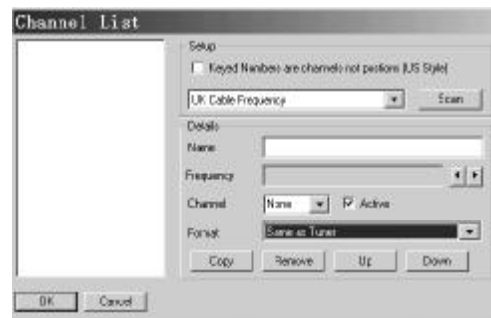 Channel List
Setup
Keyed Numbers are channels not positions (US Style)
UK Cable Frequency
Scan
Details
Name
Frequency
Channel
None
Active
Format
Same as Tuner
Copy
Remove
Up
Down
OK
Cancel